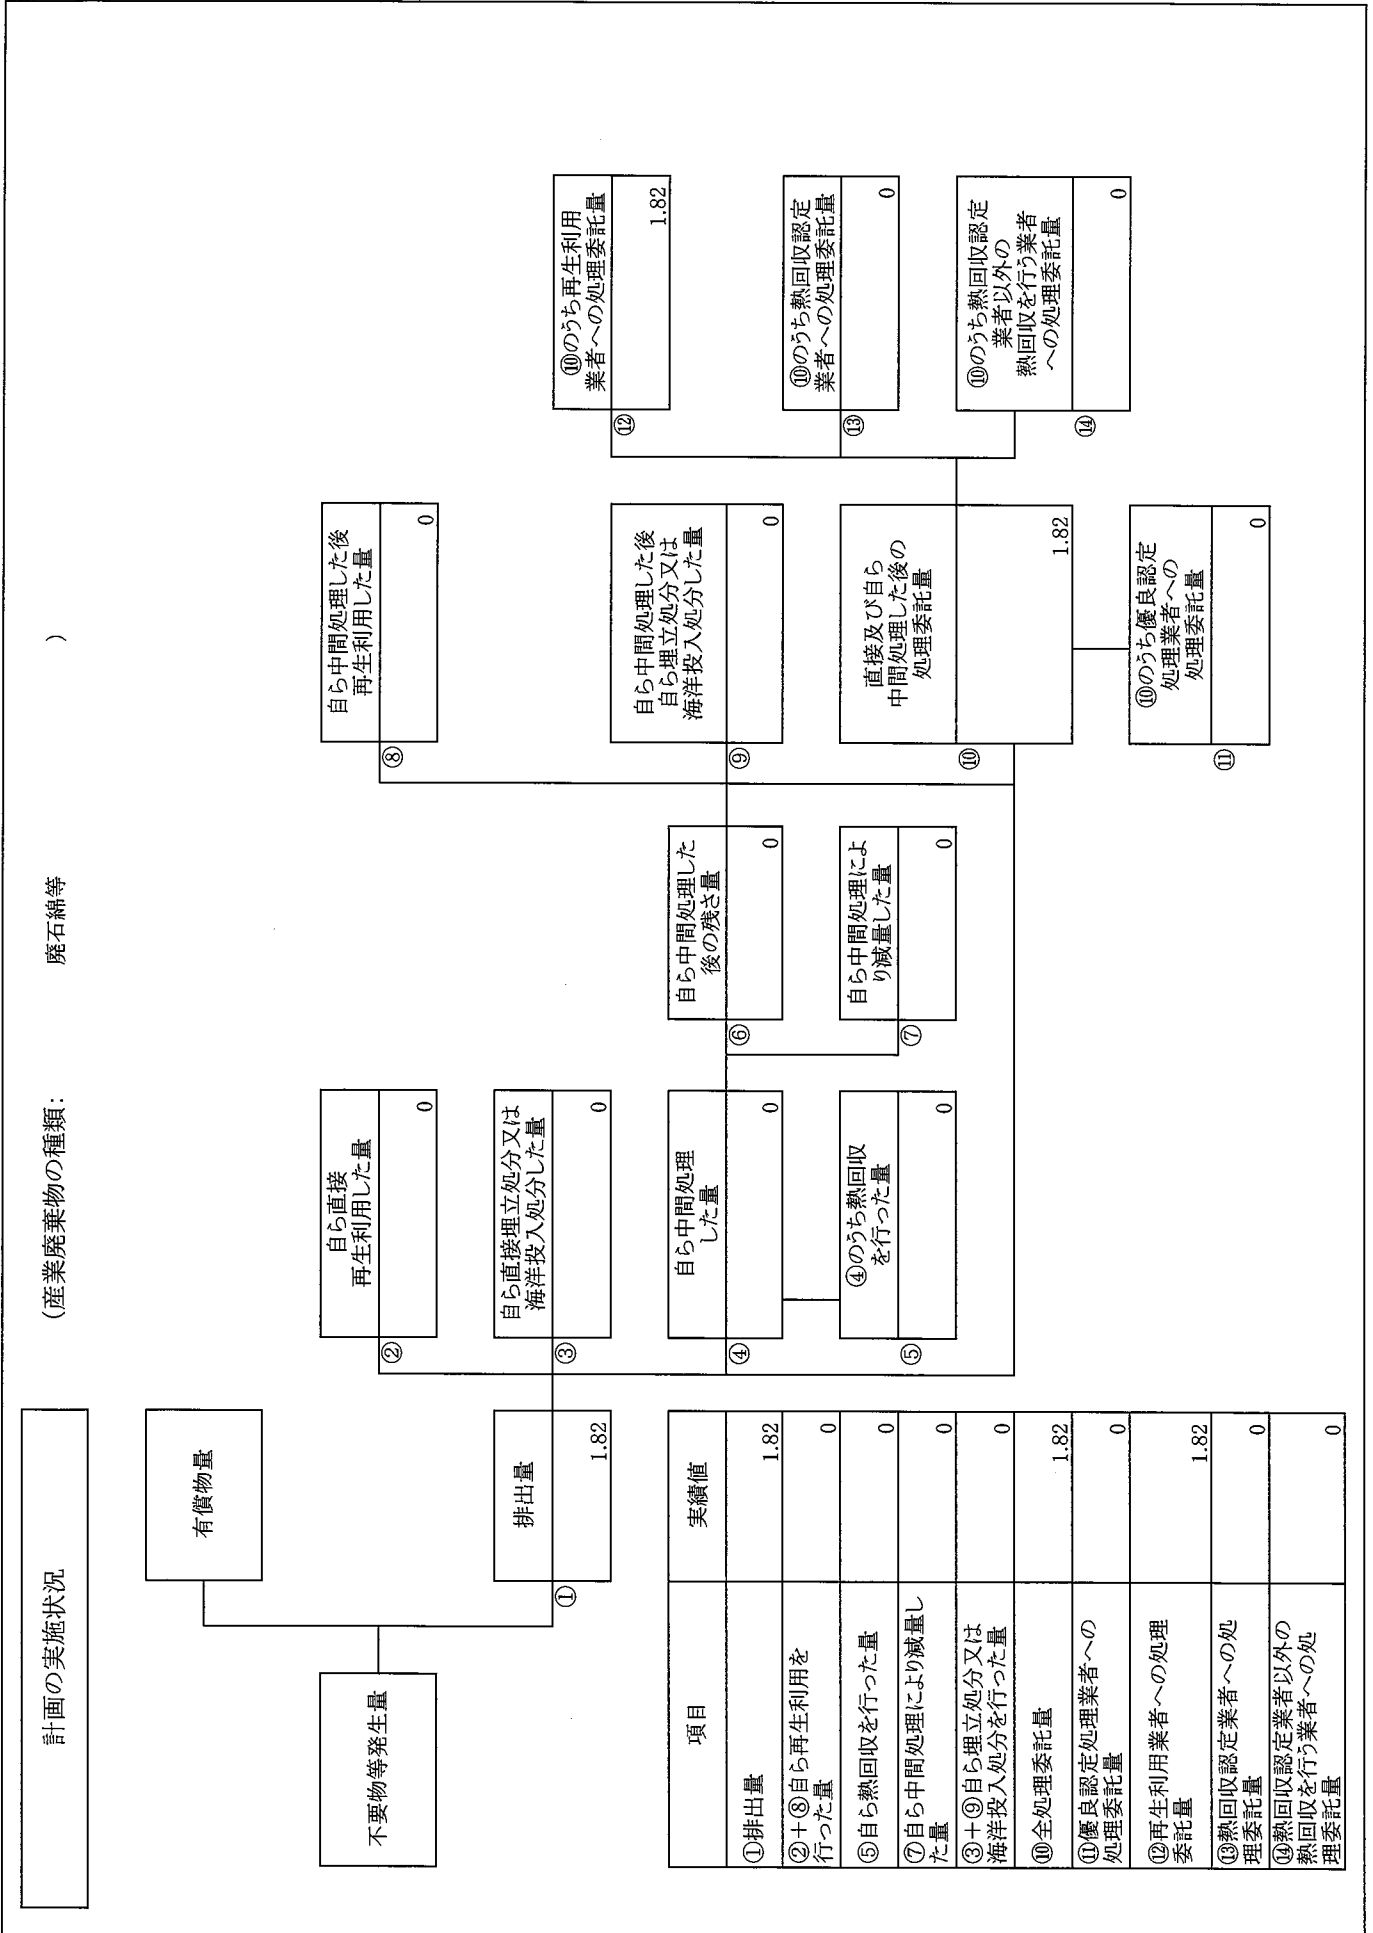 計画の実施状況
(産業廃棄物の種類: 廃石綿等 )
不要物等発生量
有償物量
排出量
①
1.82
自ら直接
再生利用した量
②
0
自ら直接埋立処分又は
海洋投入処分した量
③
0
自ら中間処理
した量
④
0
④のうち熱回収
を行った量
⑤
0
自ら中間処理した
後の残さ量
⑥
0
自ら中間処理によ
り減量した量
⑦
0
自ら中間処理した後
再生利用した量
⑧
0
自ら中間処理した後
自ら埋立処分又は
海洋投入処分した量
⑨
0
直接及び自ら
中間処理した後の
処理委託量
⑩
1.82
⑩のうち優良認定
処理業者への
処理委託量
⑪
0
⑩のうち再生利用
業者への処理委託量
⑫
1.82
⑩のうち熱回収認定
業者への処理委託量
⑬
0
⑩のうち熱回収認定
業者以外の
熱回収を行う業者
への処理委託量
⑭
0
項目 実績値
①排出量 1.82
②+⑧自ら再生利用を
行った量 0
⑤自ら熱回収を行った量 0
⑦自ら中間処理により減量し
た量 0
③+⑨自ら埋立処分又は
海洋投入処分を行った量 0
⑩全処理委託量 1.82
⑪優良認定処理業者への
処理委託量 0
⑫再生利用業者への処理
委託量 1.82
⑬熱回収認定業者への処
理委託量 0
⑭熱回収認定業者以外の
熱回収を行う業者への処
理委託量 0